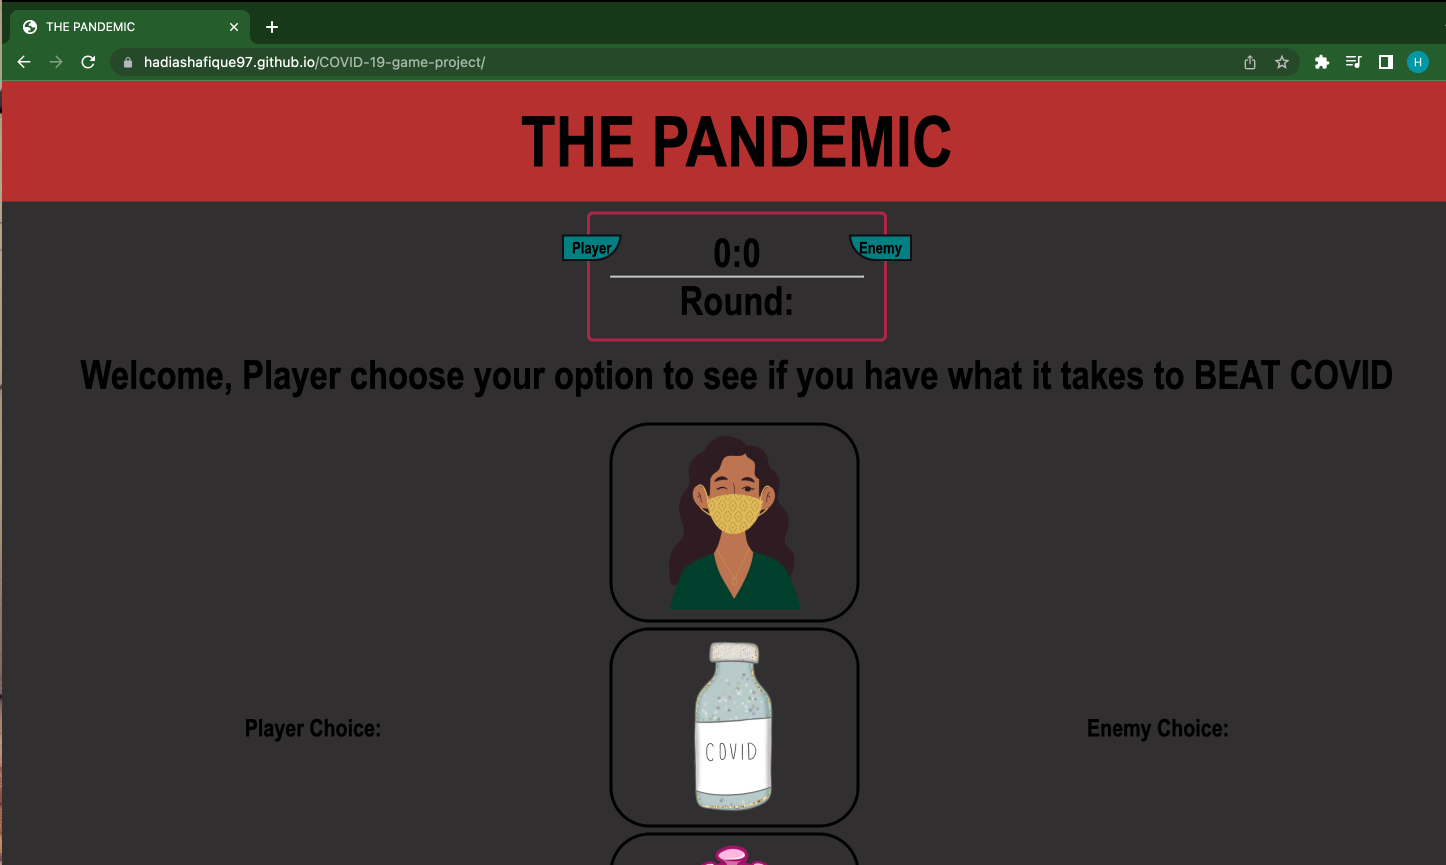 THE PANDEMIC
hadiashafique97.github.io/COVID-19-game-project/
H
THE PANDEMIC
Player
0:0
Enemy
Round:
Welcome, Player choose your option to see if you have what it takes to BEAT COVID
COVID
Player Choice:
Enemy Choice: